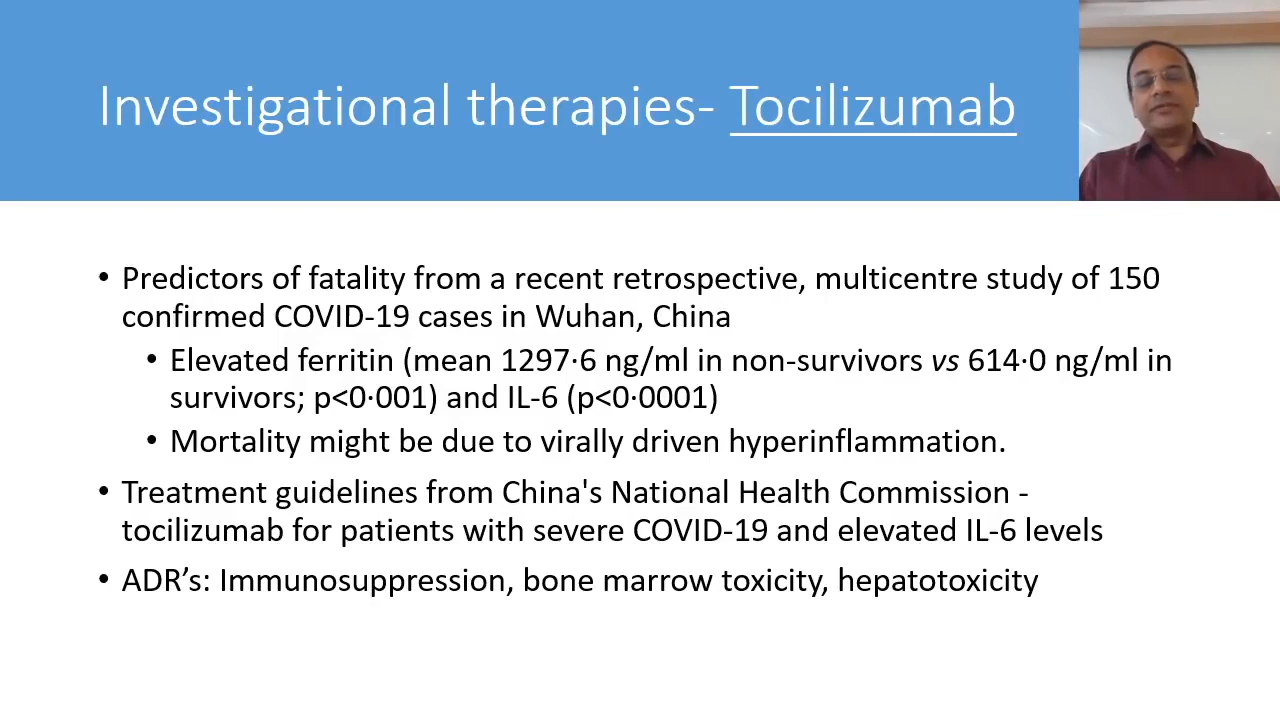 Investigational therapies- Tocilizumab
• Predictors of fatality from a recent retrospective, multicentre study of 150
confirmed COVID-19 cases in Wuhan, China
• Elevated ferritin (mean 1297·6 ng/ml in non-survivors vs 614·0 ng/ml in
survivors; p<0·001) and IL-6 (p<0·0001)
• Mortality might be due to virally driven hyperinflammation.
• Treatment guidelines from China's National Health Commission -
tocilizumab for patients with severe COVID-19 and elevated IL-6 levels
• ADR’s: Immunosuppression, bone marrow toxicity, hepatotoxicity